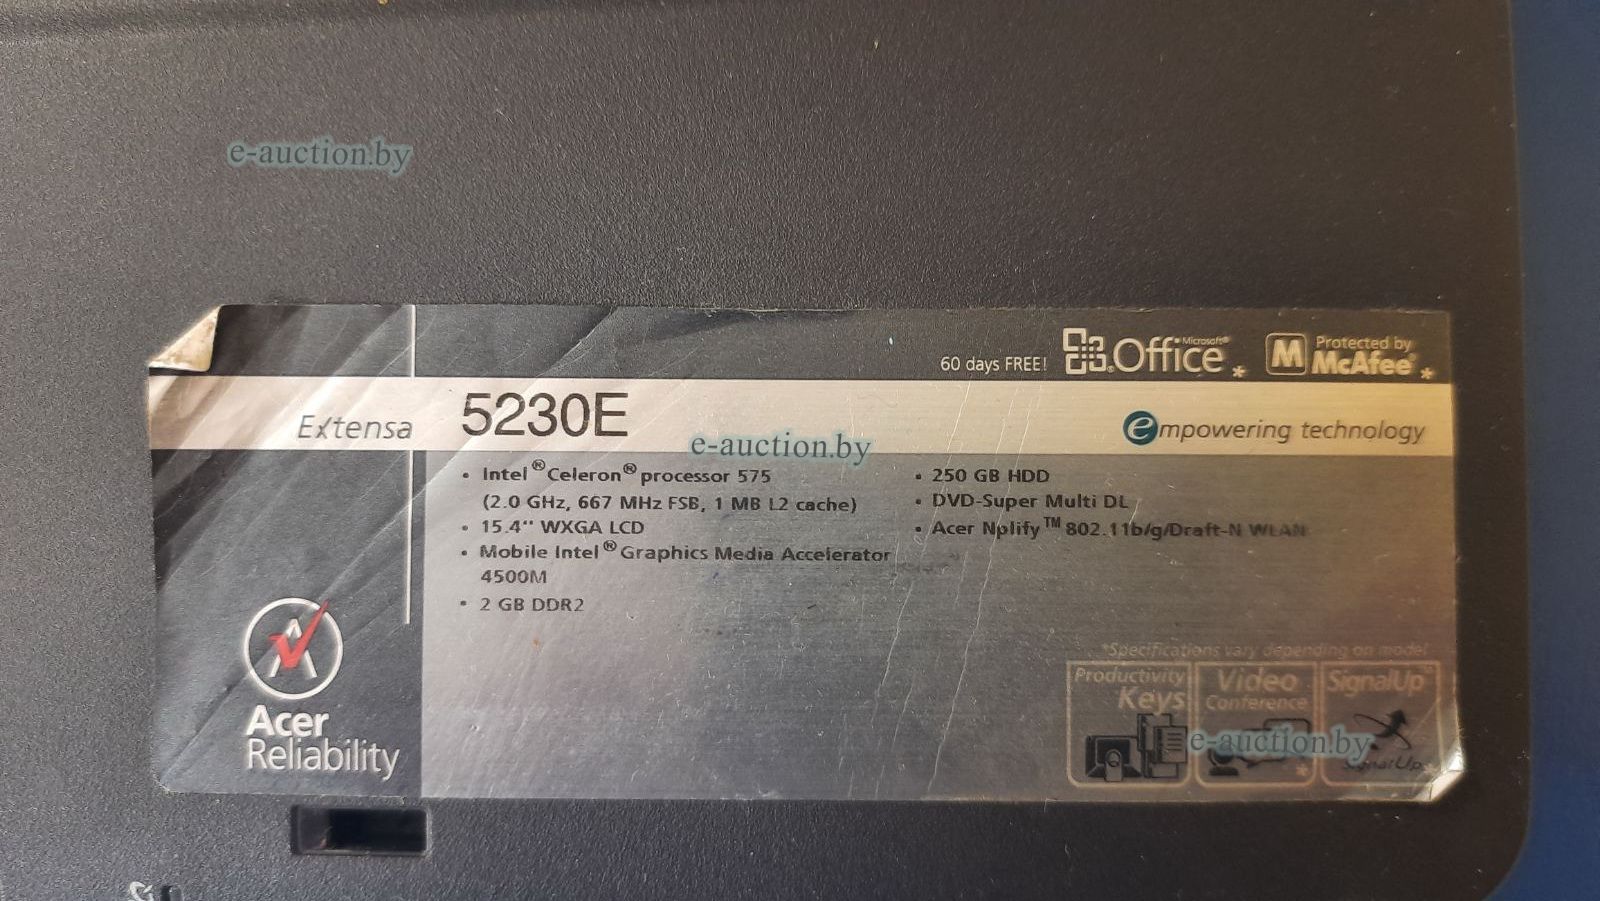 e-auction.by
60 days FREE! Microsoft® Office * M Protected by McAfee® *
Extensa 5230E empowering technology
e-auction.by
• Intel® Celeron® processor 575
(2.0 GHz, 667 MHz FSB, 1 MB L2 cache)
• 15.4“ WXGA LCD
• Mobile Intel® Graphics Media Accelerator
4500M
• 2 GB DDR2
• 250 GB HDD
• DVD-Super Multi DL
• Acer Nplify™ 802.11b/g/Draft-N WLAN
*Specifications vary depending on model
Productivity
Keys
Video
Conference
*
SignalUp®
SignalUp
e-auction.by
Acer
Reliability